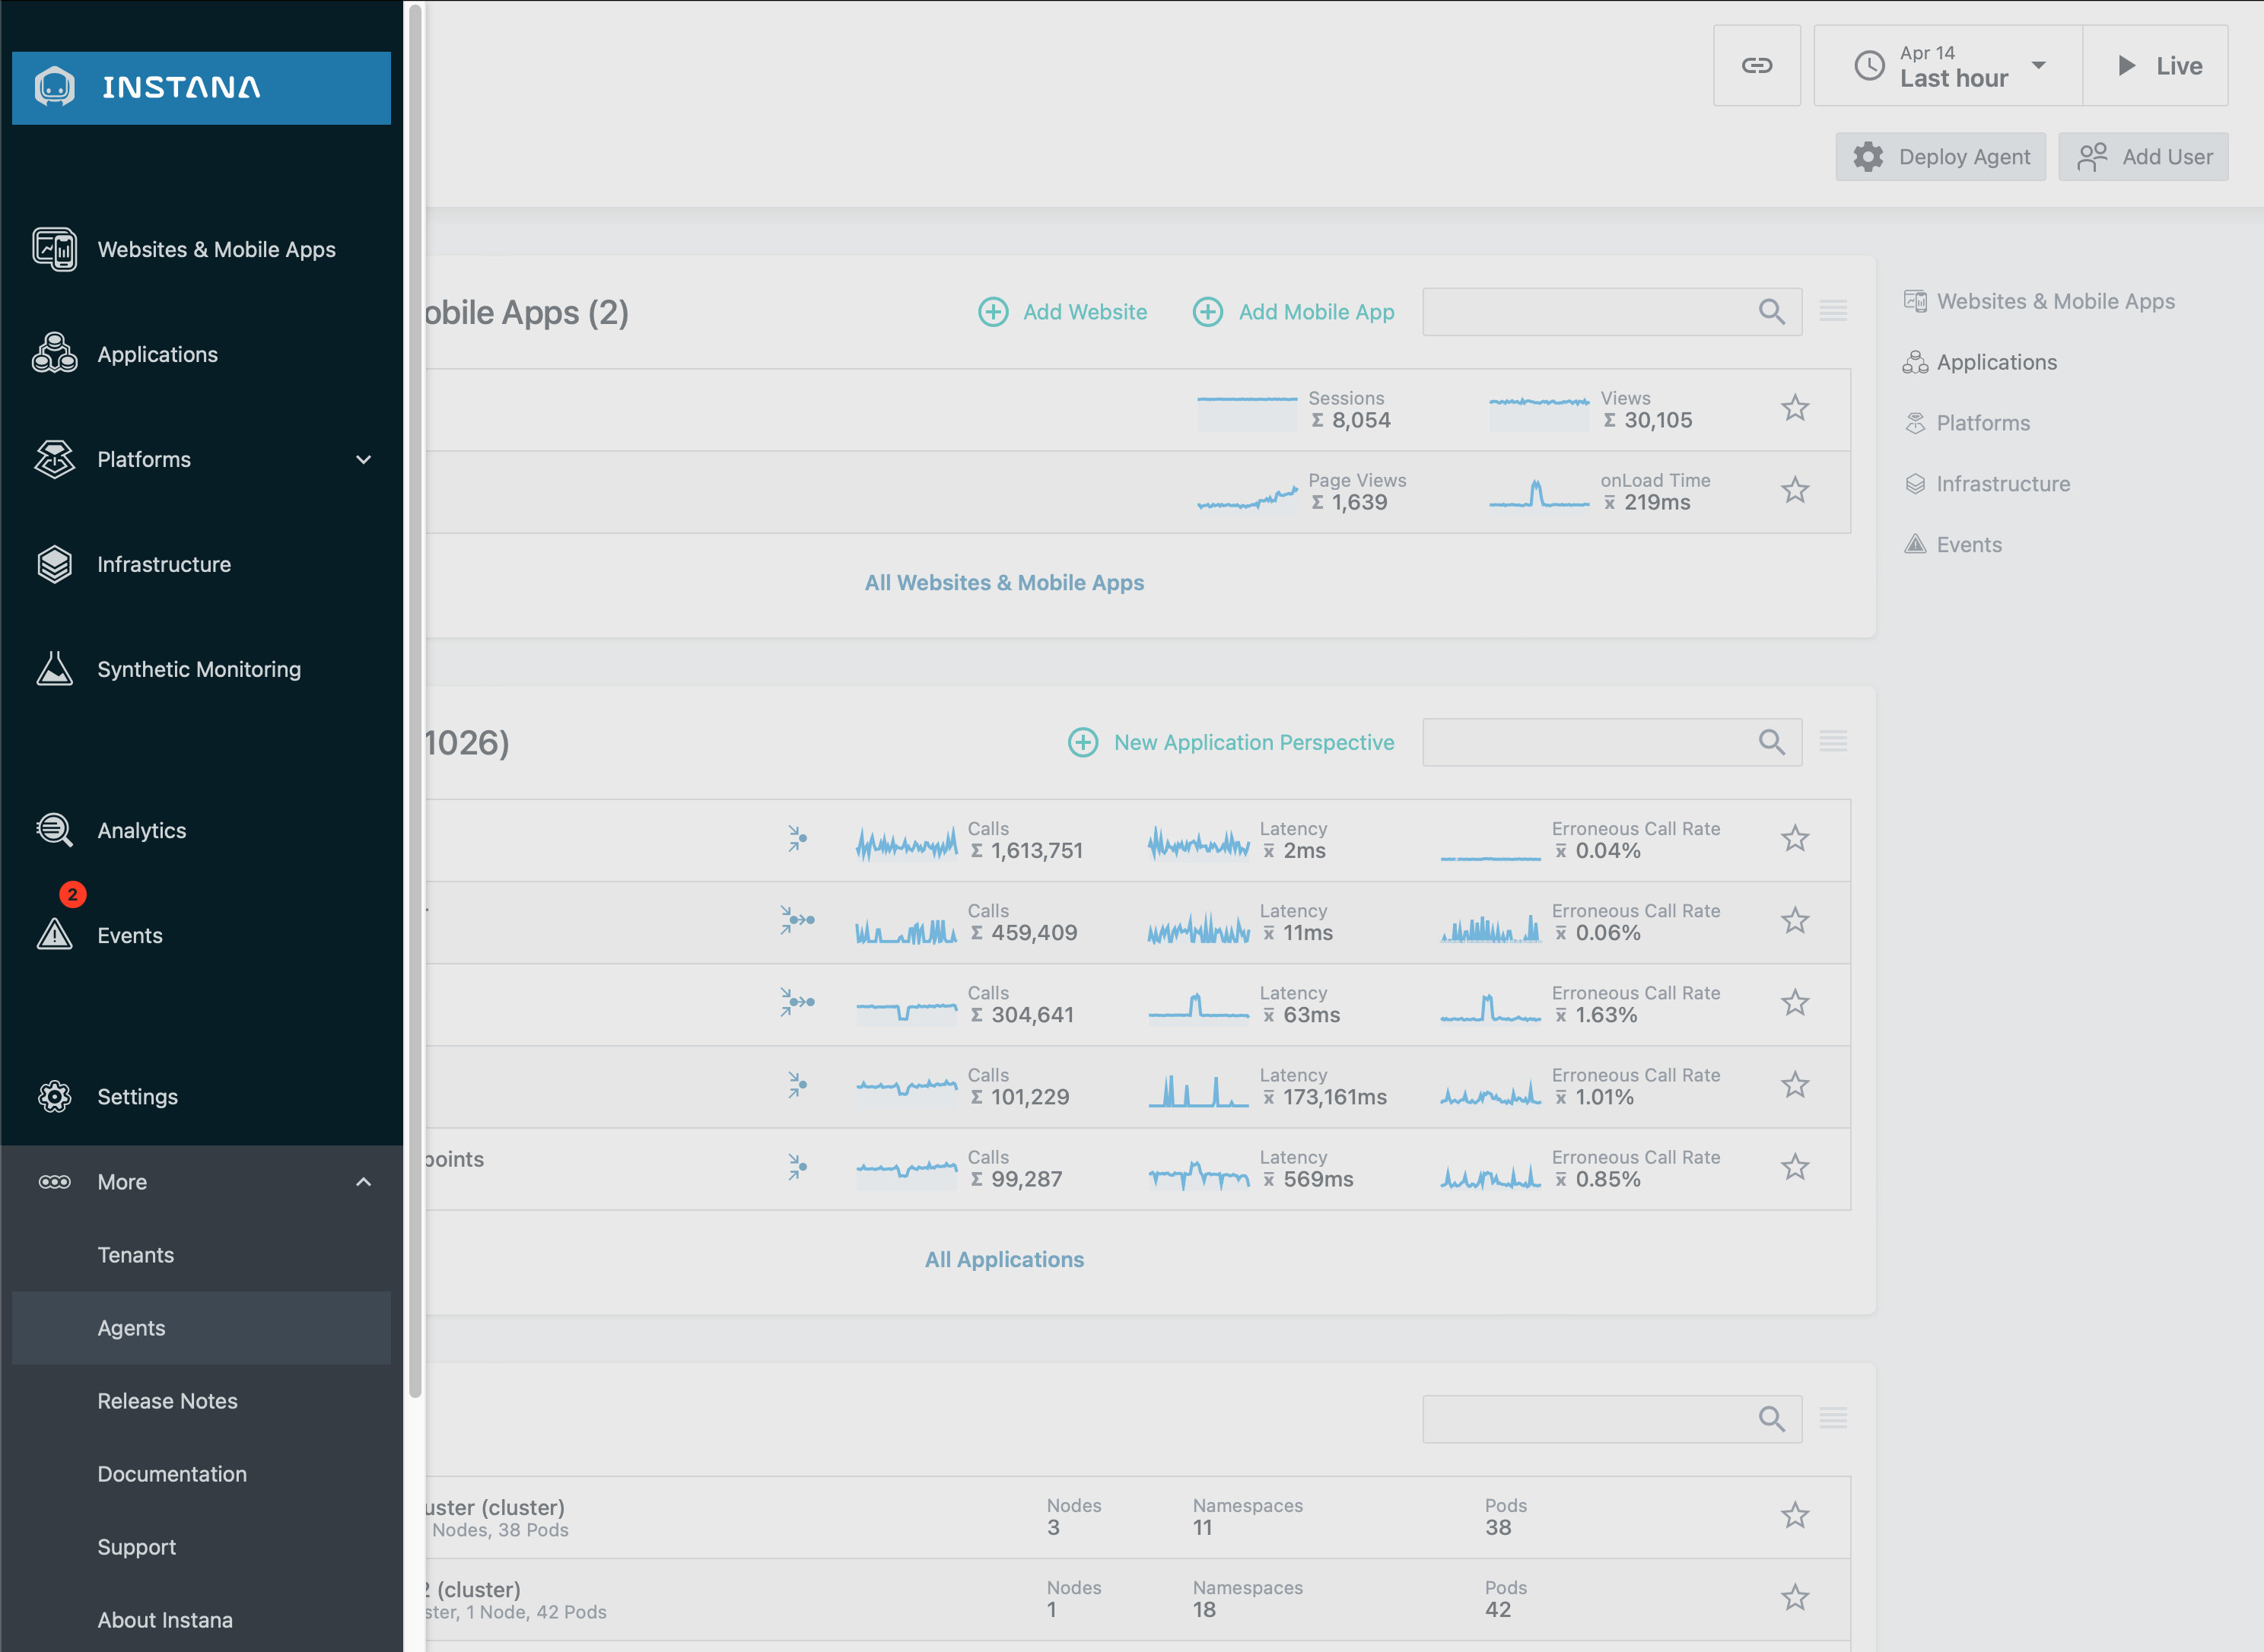 INSTANA
Websites & Mobile Apps
Applications
Platforms
Infrastructure
Synthetic Monitoring
Analytics
2
Events
Settings
More
Tenants
Agents
Release Notes
Documentation
Support
About Instana
Apr 14
Last hour
Live
Deploy Agent
Add User
obile Apps (2)
Add Website
Add Mobile App
Sessions
Σ 8,054
Views
Σ 30,105
Page Views
Σ 1,639
onLoad Time
x̅ 219ms
All Websites & Mobile Apps
1026)
New Application Perspective
Calls
Σ 1,613,751
Latency
x̅ 2ms
Erroneous Call Rate
x̅ 0.04%
Calls
Σ 459,409
Latency
x̅ 11ms
Erroneous Call Rate
x̅ 0.06%
Calls
Σ 304,641
Latency
x̅ 63ms
Erroneous Call Rate
x̅ 1.63%
Calls
Σ 101,229
Latency
x̅ 173,161ms
Erroneous Call Rate
x̅ 1.01%
points
Calls
Σ 99,287
Latency
x̅ 569ms
Erroneous Call Rate
x̅ 0.85%
All Applications
uster (cluster)
Nodes, 38 Pods
Nodes
3
Namespaces
11
Pods
38
2 (cluster)
ster, 1 Node, 42 Pods
Nodes
1
Namespaces
18
Pods
42
Websites & Mobile Apps
Applications
Platforms
Infrastructure
Events